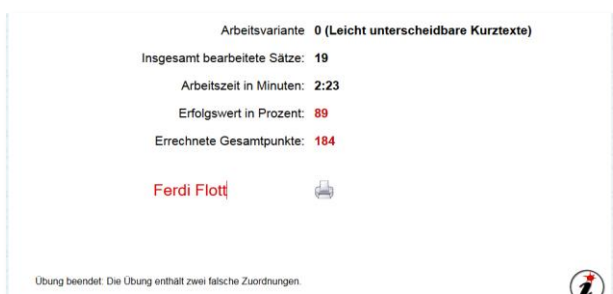 Arbeitsvariante 0 (Leicht unterscheidbare Kurztexte)
Insgesamt bearbeitete Sätze: 19
Arbeitszeit in Minuten: 2:23
Erfolgswert in Prozent: 89
Errechnete Gesamtpunkte: 184
Ferdi Flott
Übung beendet: Die Übung enthält zwei falsche Zuordnungen.
i